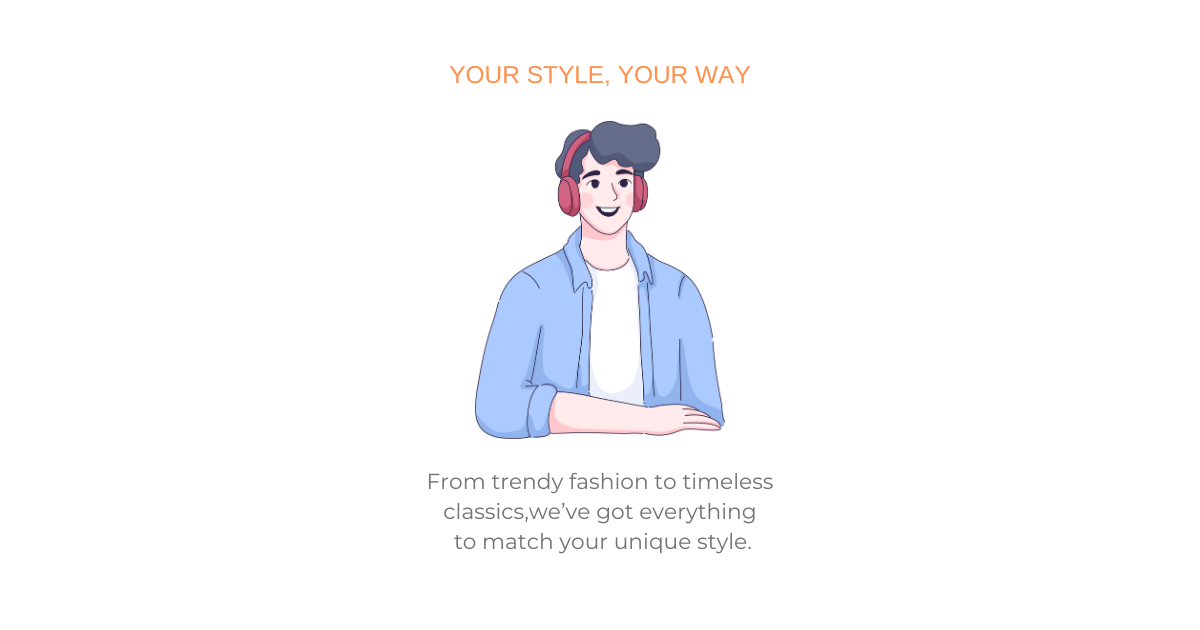 YOUR STYLE, YOUR WAY
From trendy fashion to timeless
classics,we’ve got everything
to match your unique style.